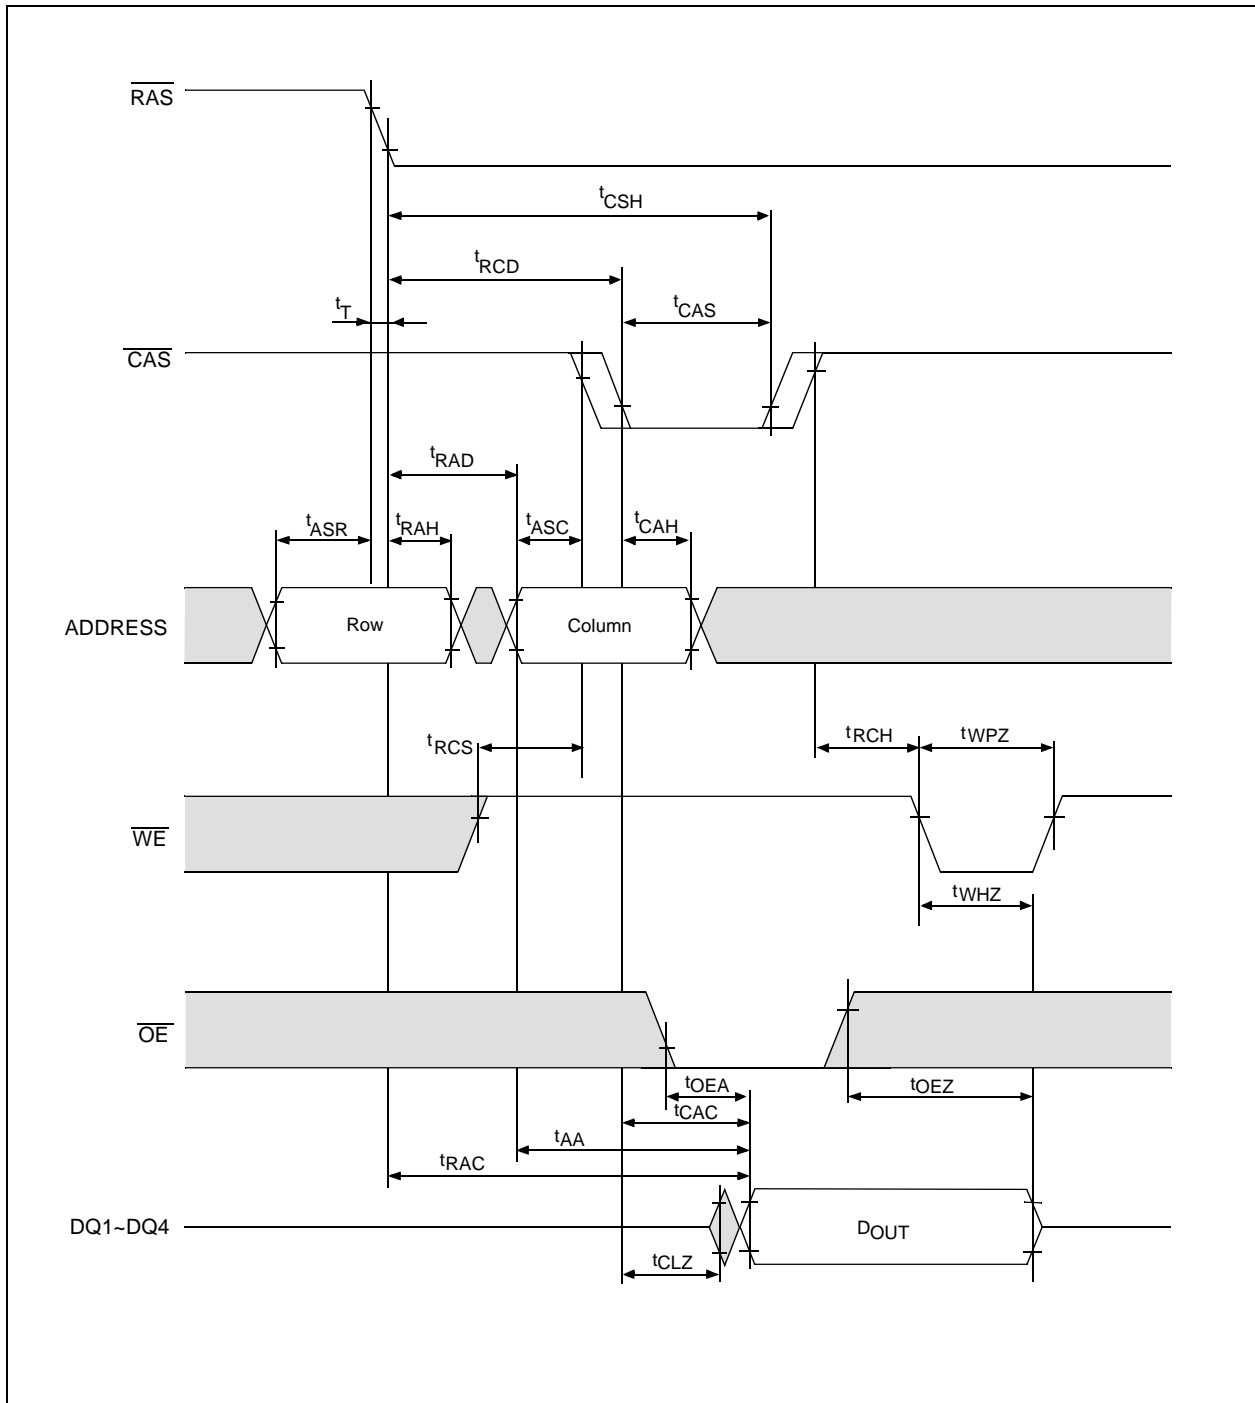 RAS
tCSH
tRCD
tT
tCAS
CAS
tRAD
tASR
tRAH
tASC
tCAH
ADDRESS
Row
Column
tRCS
tRCH
tWPZ
WE
tWHZ
OE
tOEA
tOEZ
tCAC
tAA
tRAC
DQ1~DQ4
DOUT
tCLZ